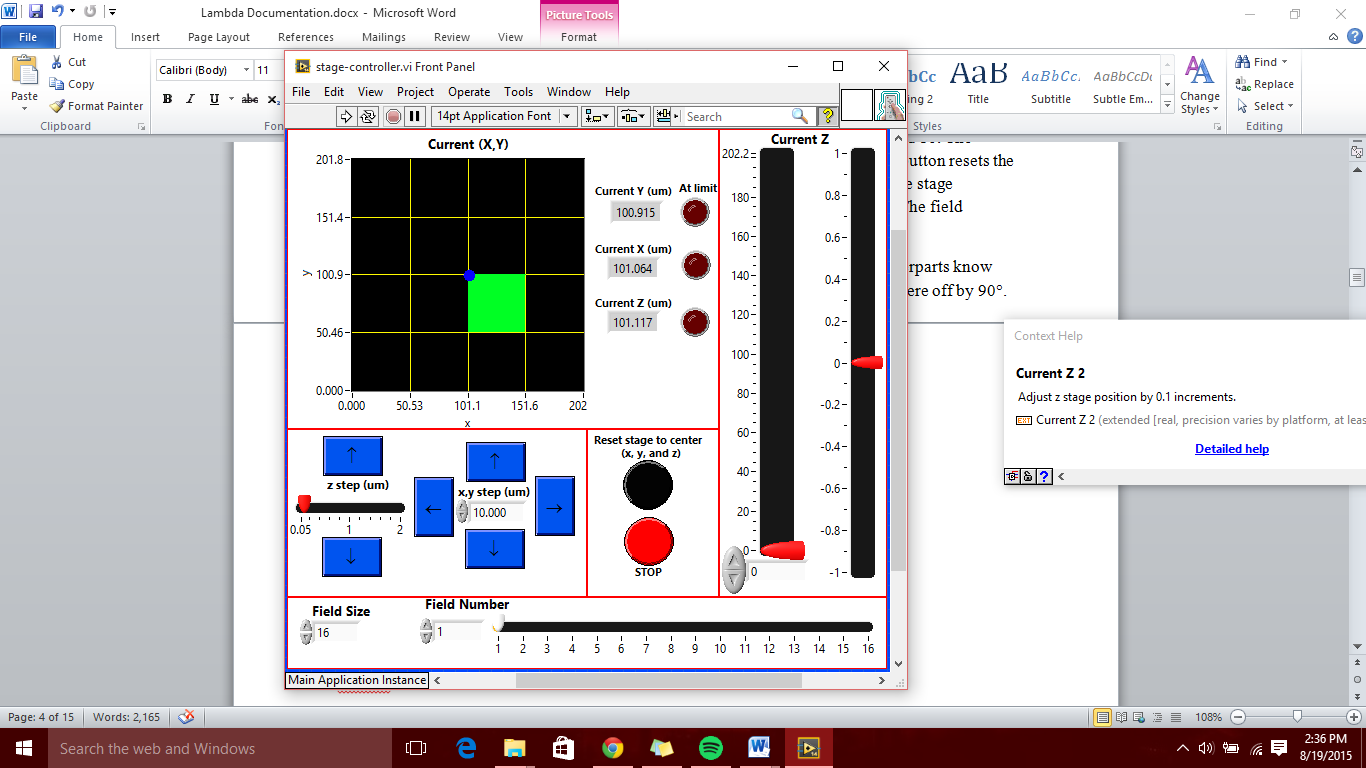 Lambda Documentation.docx - Microsoft Word
Picture Tools
File
Home
Insert
Page Layout
References
Mailings
Review
View
Format
Paste
Cut
Copy
Format Painter
Clipboard
Calibri (Body)
11
B I U abc
AaB
AaBbCc.
AaBbCcDc
Title
Subtitle
Subtle Em...
Change
Styles
Styles
Find
Replace
Select
Editing
utton resets the
stage
he field
rparts know
ere off by 90°.
stage-controller.vi Front Panel
File Edit View Project Operate Tools Window Help
14pt Application Font
Search
Current (X,Y)
201.8
151.4
100.9
50.46
0.000
y
0.000 50.53 101.1 151.6 202
x
Current Y (um)
At limit
100.915
Current X (um)
101.064
Current Z (um)
101.117
Current Z
202.2
180
160
140
120
100
80
60
40
20
0
0
1
0.8
0.6
0.4
0.2
0
-0.2
-0.4
-0.6
-0.8
-1
↑
z step (um)
0.05 1 2
↓
↑
x,y step (um)
←
10.000
→
↓
Reset stage to center
(x, y, and z)
STOP
Field Size
16
Field Number
1
1 2 3 4 5 6 7 8 9 10 11 12 13 14 15 16
Main Application Instance
Context Help
Current Z 2
Adjust z stage position by 0.1 increments.
EXT Current Z 2 (extended [real, precision varies by platform, at leas
Detailed help
?
Page: 4 of 15
Words: 2,165
108%
Search the web and Windows
2:36 PM
8/19/2015